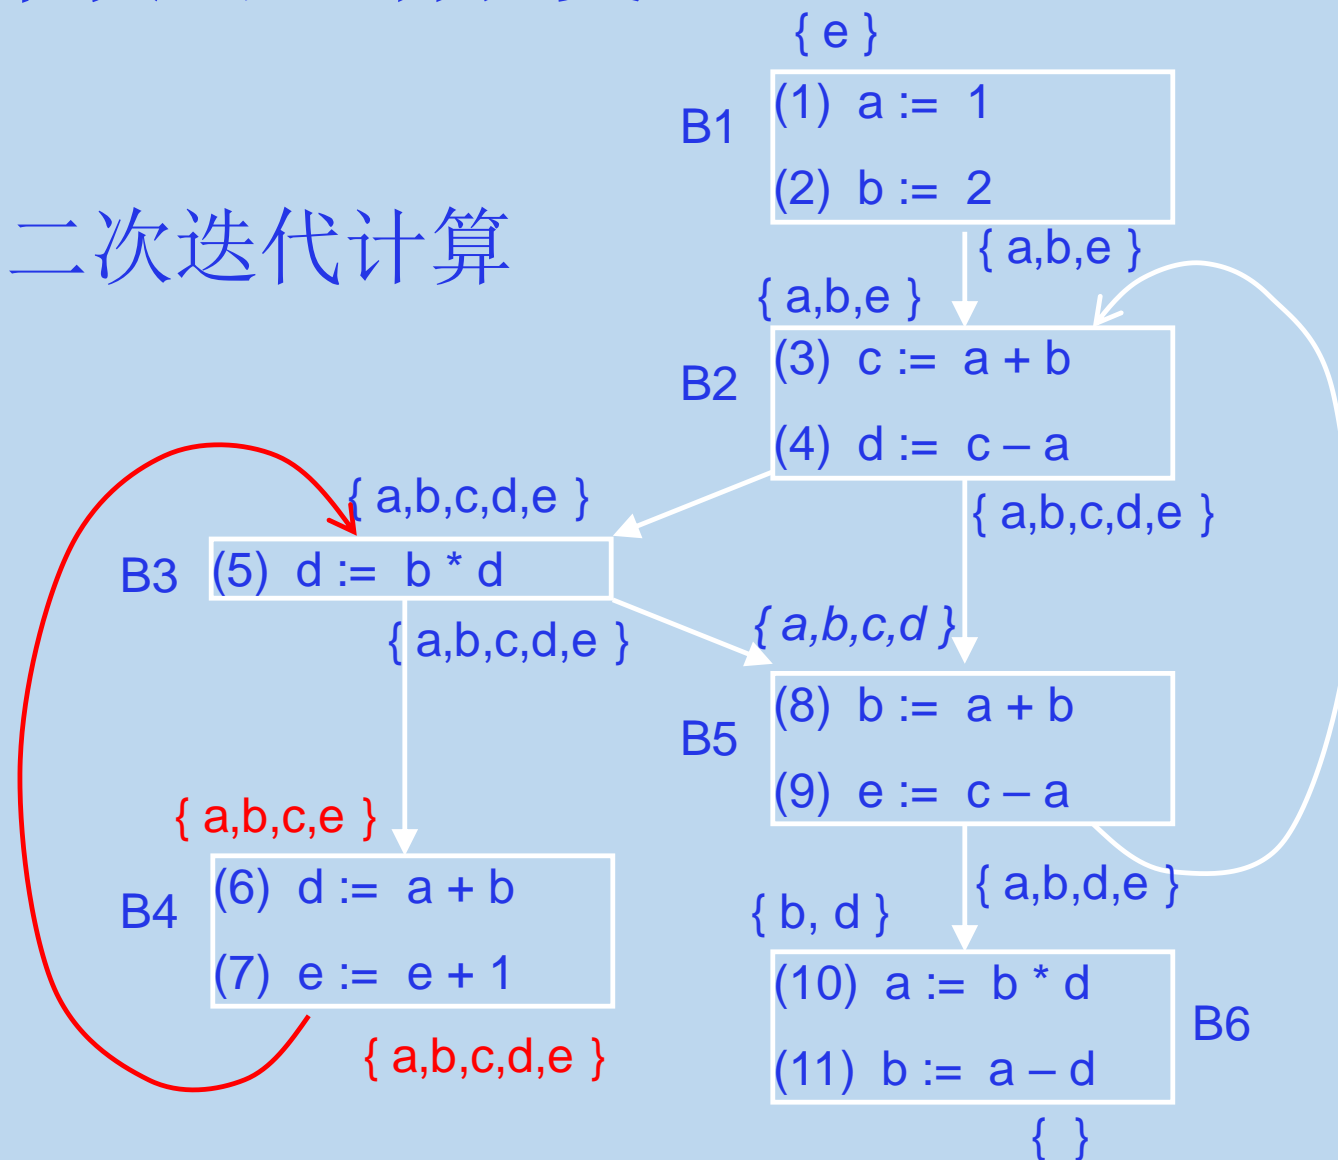 { e }
B1
(1) a := 1
(2) b := 2
二次迭代计算
{ a,b,e }
{ a,b,e }
B2
(3) c := a + b
(4) d := c – a
{ a,b,c,d,e }
{ a,b,c,d,e }
B3
(5) d := b * d
{ a,b,c,d,e }
{ a,b,c,d }
B5
(8) b := a + b
(9) e := c – a
{ a,b,c,e }
B4
(6) d := a + b
(7) e := e + 1
{ a,b,c,d,e }
{ a,b,d,e }
{ b, d }
(10) a := b * d
(11) b := a – d
B6
{ }